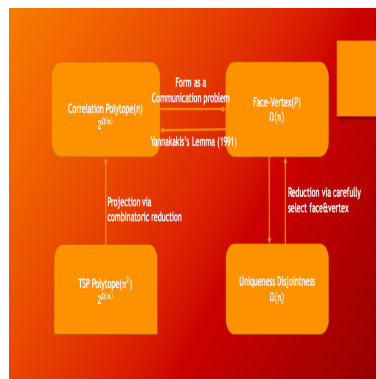 Correlation Polytope(n)
2^Ω(n)
Form as a
Communication problem
Face-Vertex(P)
Ω(n)
Yannakakis's Lemma (1991)
Projection via
combinatoric reduction
Reduction via carefully
select face&vertex
TSP Polytope(n²)
2^Ω(n)
Uniqueness Disjointness
Ω(n)